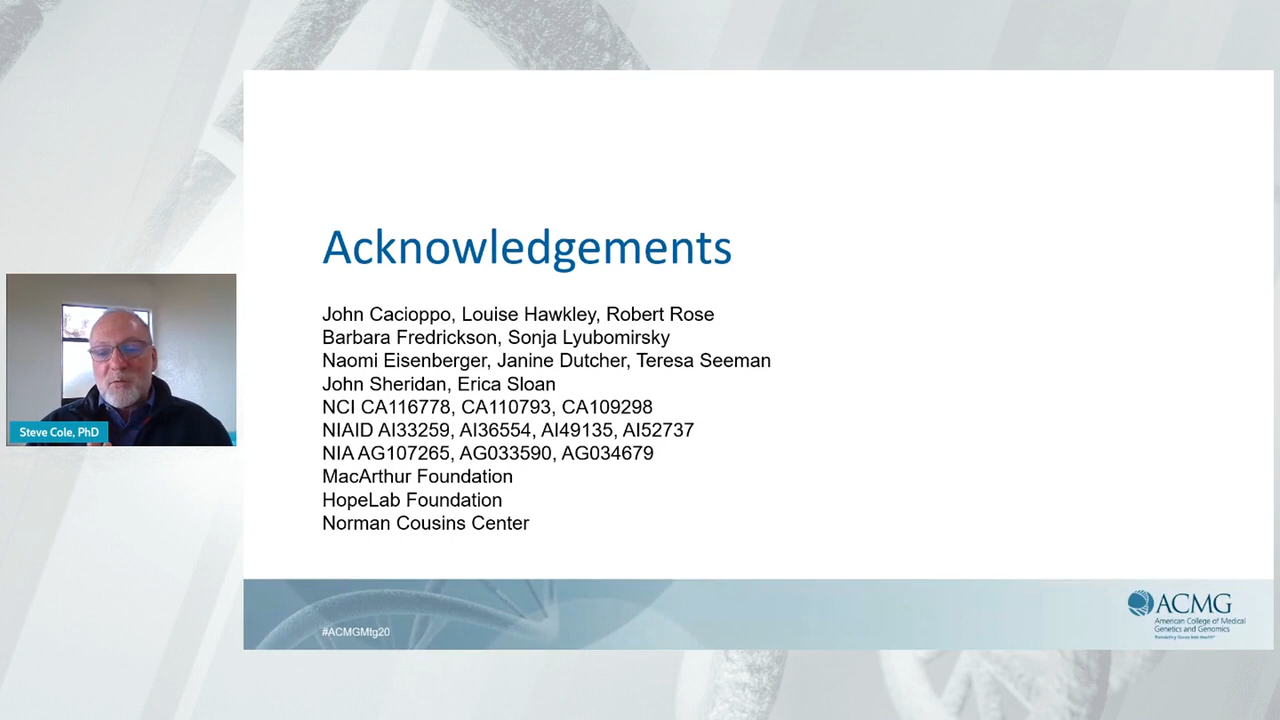 Acknowledgements
John Cacioppo, Louise Hawkley, Robert Rose
Barbara Fredrickson, Sonja Lyubomirsky
Naomi Eisenberger, Janine Dutcher, Teresa Seeman
John Sheridan, Erica Sloan
NCI CA116778, CA110793, CA109298
NIAID AI33259, AI36554, AI49135, AI52737
NIA AG107265, AG033590, AG034679
MacArthur Foundation
HopeLab Foundation
Norman Cousins Center
Steve Cole, PhD
#ACMGMtg20
ACMG
American College of Medical
Genetics and Genomics